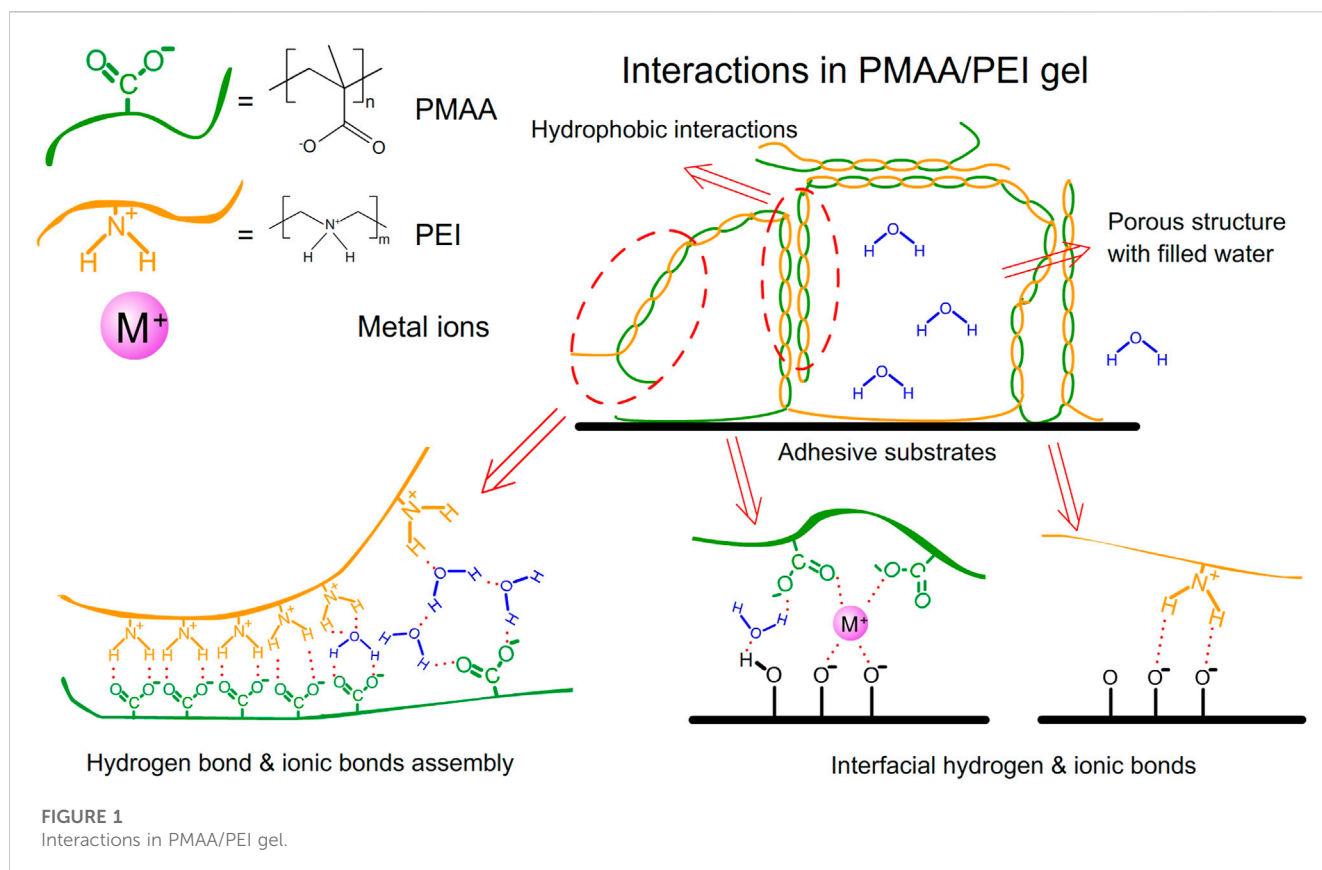 O O-
C
=
[ ]n
-O O
PMAA
Interactions in PMAA/PEI gel
Hydrophobic interactions
N+
H H
=
[ N+ ]m
H H
PEI
Porous structure
with filled water
M+
Metal ions
O
H H
O
H H
O
H H
O
H H
Adhesive substrates
N+ H
H
O H
H
O H
H
N+ H
H
N+ N+ N+ N+
H H H H H H H H
O
H H
O H
H
O O- O O- O O- O O- O O- O O-
C C C C C C
C O
O-
-O C
O
O
H H
M+
H
O O- O-
N+
H H
O O- O-
Hydrogen bond & ionic bonds assembly
Interfacial hydrogen & ionic bonds
FIGURE 1
Interactions in PMAA/PEI gel.